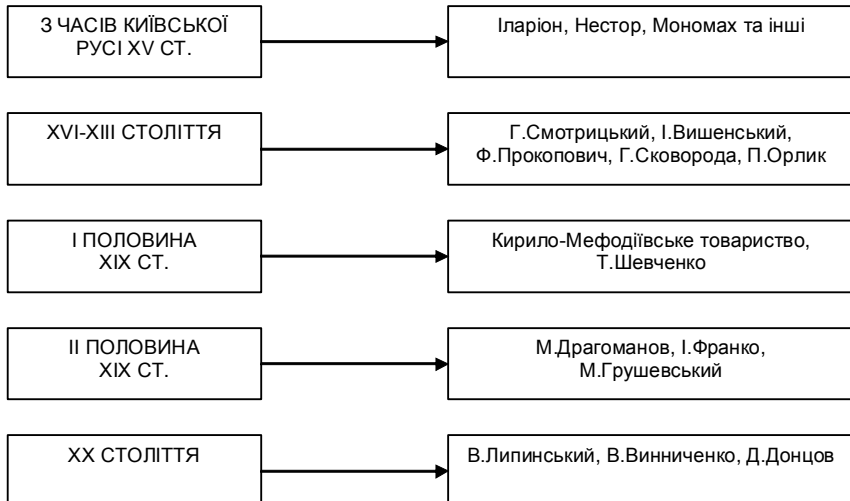 З ЧАСІВ КИЇВСЬКОЇ
РУСІ XV СТ.
Іларіон, Нестор, Мономах та інші
XVI-XIII СТОЛІТТЯ
Г.Смотрицький, І.Вишенський,
Ф.Прокопович, Г.Сковорода, П.Орлик
І ПОЛОВИНА
XIX СТ.
Кирило-Мефодіївське товариство,
Т.Шевченко
ІІ ПОЛОВИНА
XIX СТ.
М.Драгоманов, І.Франко,
М.Грушевський
XX СТОЛІТТЯ
В.Липинський, В.Винниченко, Д.Донцов